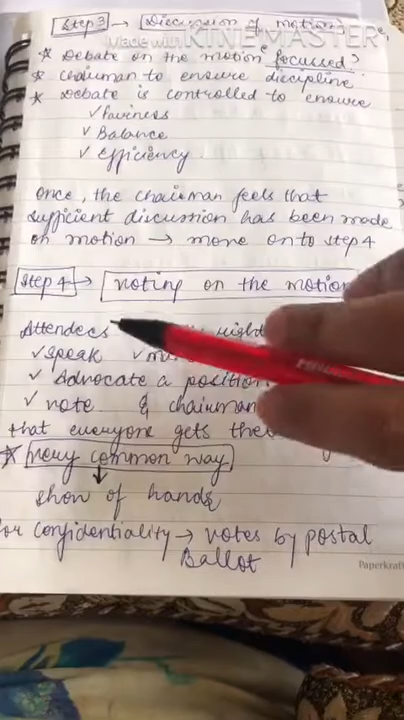 Step 3 → Discussion of motion
Made with KINEMASTER
* Debate on the motion (focussed)
* Chairman to ensure discipline
* Debate is controlled to ensure
✓ Fairness
✓ Balance
✓ Efficiency.
Once, the chairman feels that
sufficient discussion has been made
on motion → move onto step 4
Step 4 → Voting on the motion
Attendees right
✓ speak ✓
✓ Advocate a position
✓ vote & chairman
that everyone gets
* Very common way
↓
show of hands
For confidentiality → votes by postal
Ballot
Paperkraft